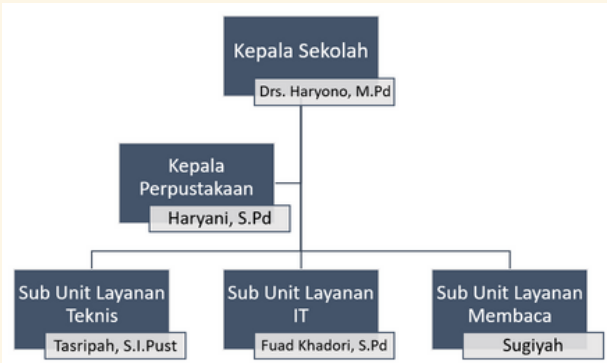 Kepala Sekolah
Drs. Haryono, M.Pd
Kepala
Perpustakaan
Haryani, S.Pd
Sub Unit Layanan
Teknis
Tasripah, S.I.Pust
Sub Unit Layanan
IT
Fuad Khadori, S.Pd
Sub Unit Layanan
Membaca
Sugiyah